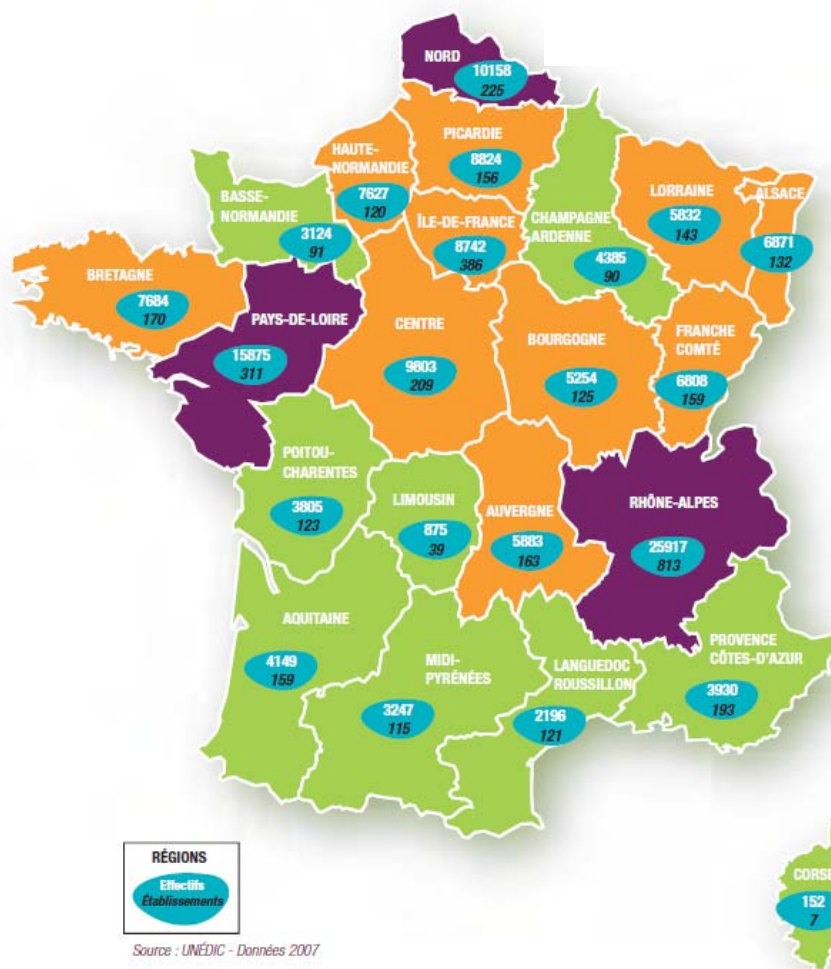 NORD
10158
225
PICARDIE
8824
156
HAUTE-
NORMANDIE
7627
120
BASSE-
NORMANDIE
3124
91
ÎLE-DE-FRANCE
8742
386
CHAMPAGNE
ARDENNE
4385
90
LORRAINE
5832
143
ALSACE
6871
132
BRETAGNE
7684
170
PAYS-DE-LOIRE
15875
311
CENTRE
9803
209
BOURGOGNE
5254
125
FRANCHE
COMTÉ
6808
159
POITOU-
CHARENTES
3805
123
LIMOUSIN
875
39
AUVERGNE
5883
163
RHÔNE-ALPES
25917
813
AQUITAINE
4149
159
MIDI-
PYRÉNÉES
3247
115
LANGUEDOC
ROUSSILLON
2196
121
PROVENCE
CÔTES-D'AZUR
3930
193
CORSE
152
7
RÉGIONS
Effectifs
Établissements
Source : UNÉDIC - Données 2007